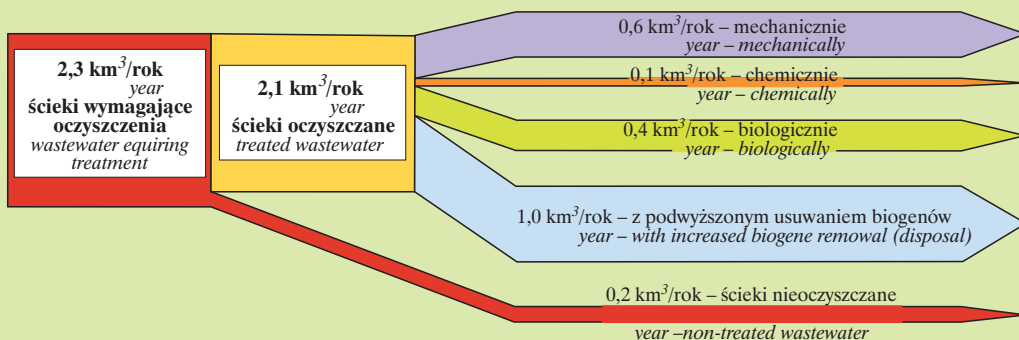 2,3 km³/rok
year
ścieki wymagające
oczyszczenia
wastewater equiring
treatment
2,1 km³/rok
year
ścieki oczyszczane
treated wastewater
0,6 km³/rok – mechanicznie
year – mechanically
0,1 km³/rok – chemicznie
year – chemically
0,4 km³/rok – biologicznie
year – biologically
1,0 km³/rok – z podwyższonym usuwaniem biogenów
year – with increased biogene remowal (disposal)
0,2 km³/rok – ścieki nieoczyszczane
year –non-treated wastewater